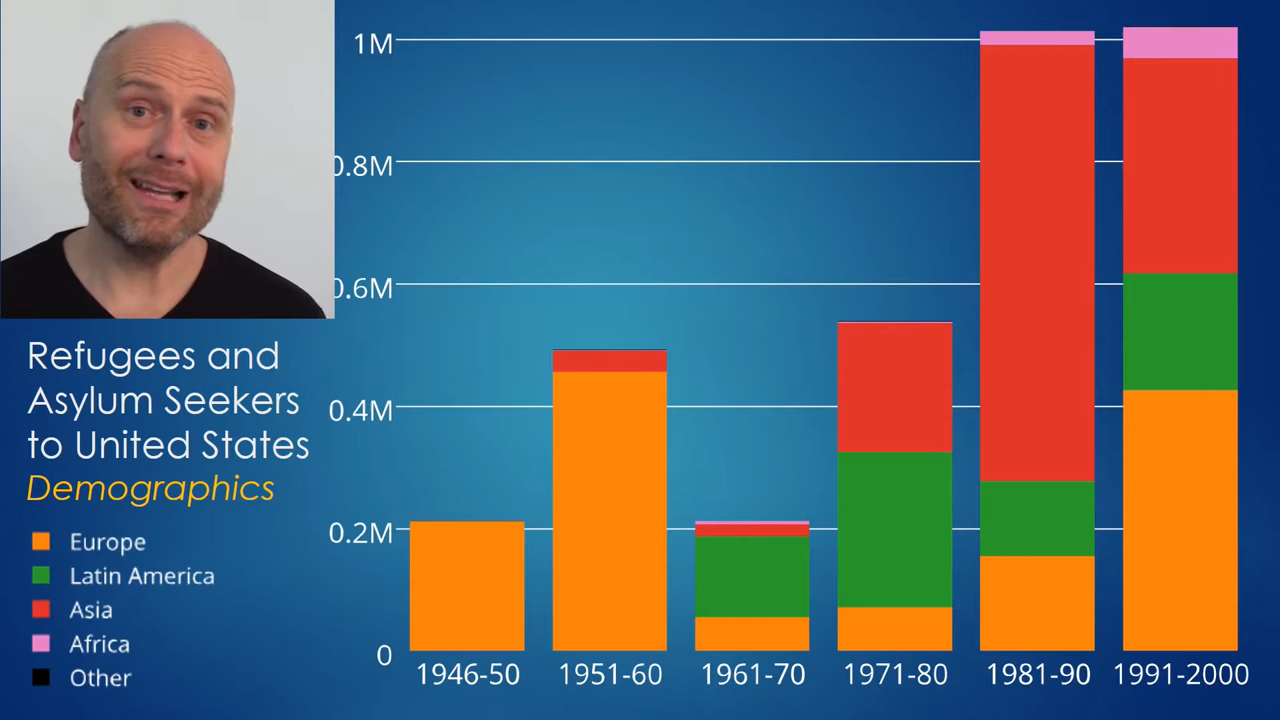 1M
0.8M
0.6M
0.4M
0.2M
0
Refugees and
Asylum Seekers
to United States
Demographics
Europe
Latin America
Asia
Africa
Other
1946-50 1951-60 1961-70 1971-80 1981-90 1991-2000